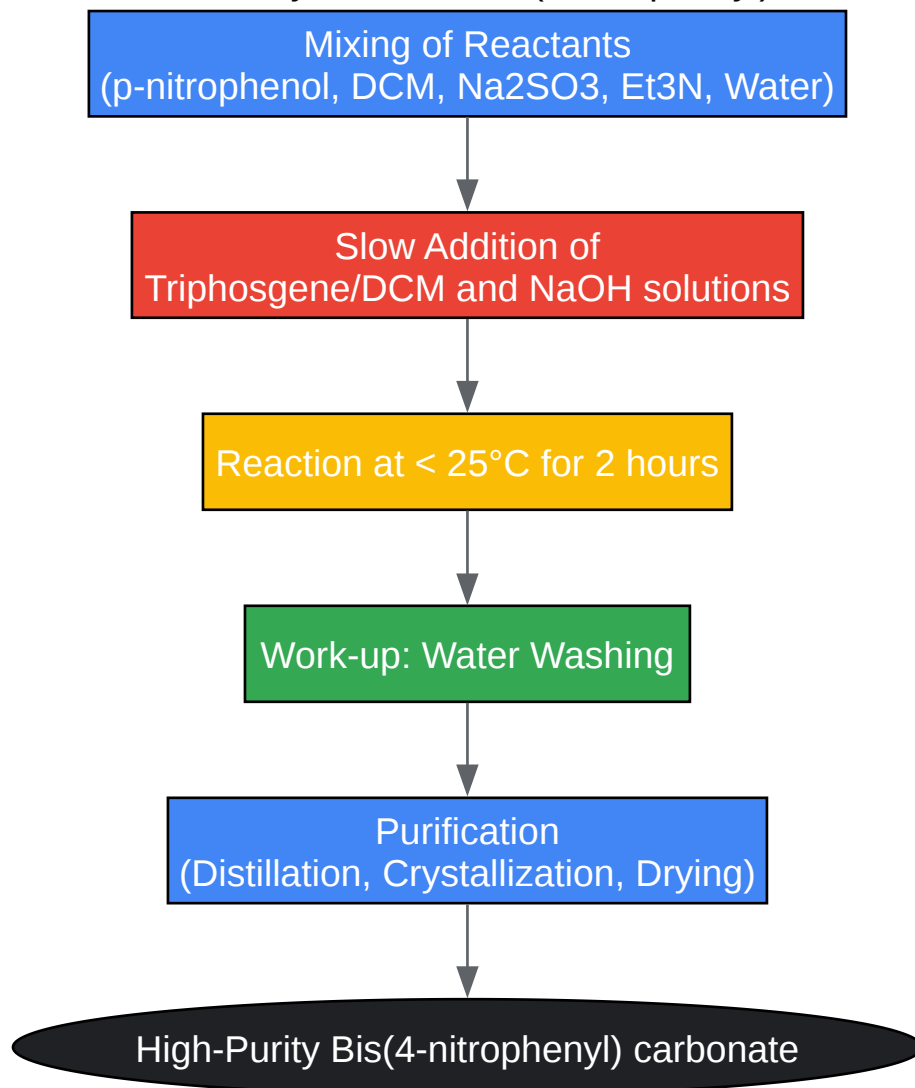 Mixing of Reactants
(p-nitrophenol, DCM, Na2SO3, Et3N, Water)
Slow Addition of
Triphosgene/DCM and NaOH solutions
Reaction at < 25°C for 2 hours
Work-up: Water Washing
Purification
(Distillation, Crystallization, Drying)
High-Purity Bis(4-nitrophenyl) carbonate